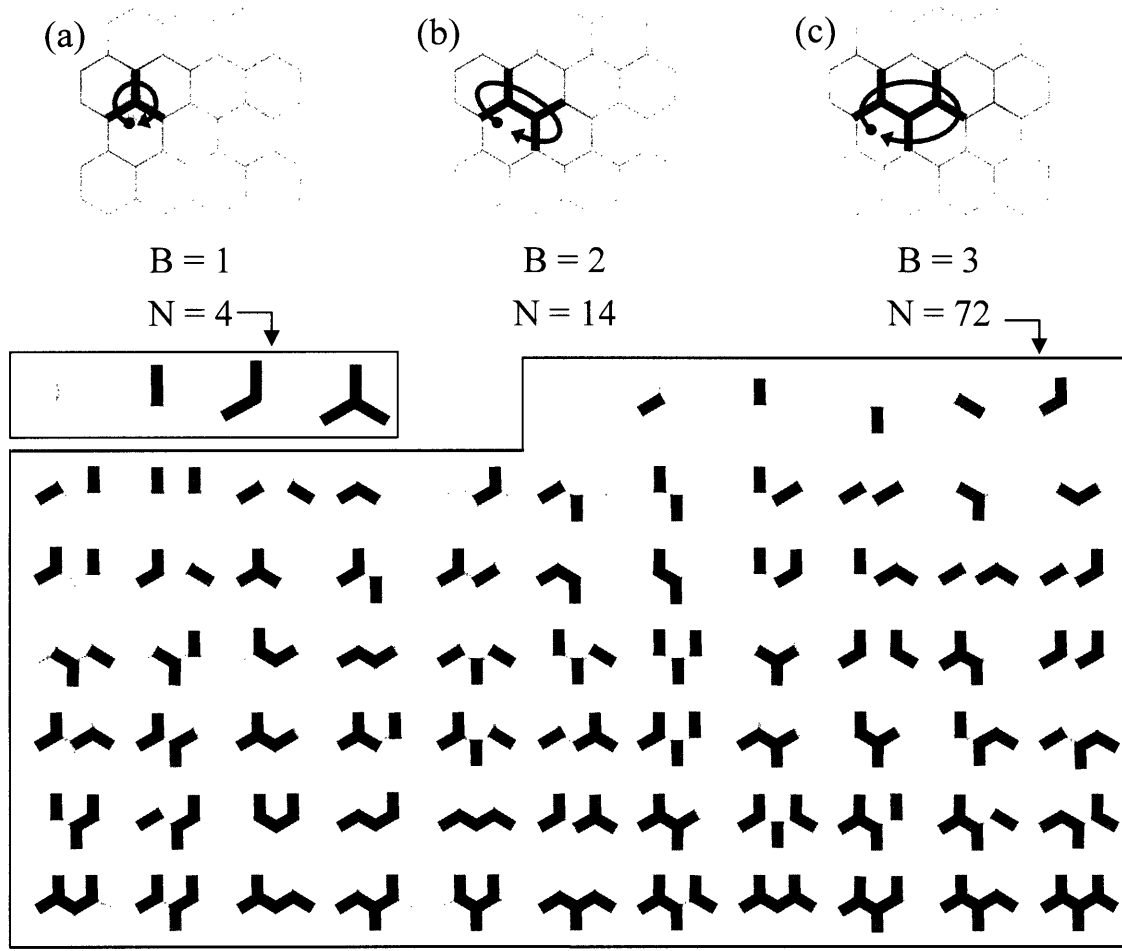 (a) (b) (c)
B = 1 B = 2 B = 3
N = 4 N = 14 N = 72